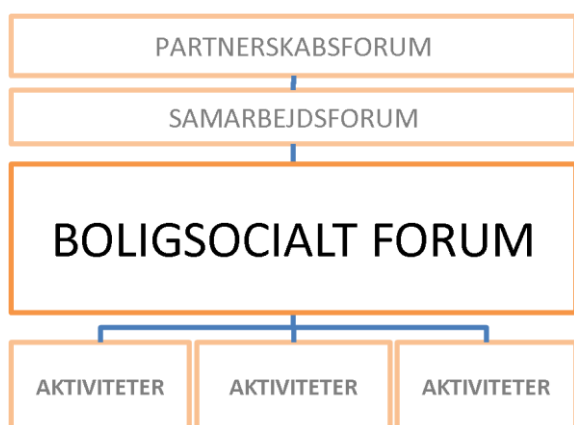 PARTNERSKABSFORUM
SAMARBEJDSFORUM
BOLIGSOCIALT FORUM
AKTIVITETER AKTIVITETER AKTIVITETER